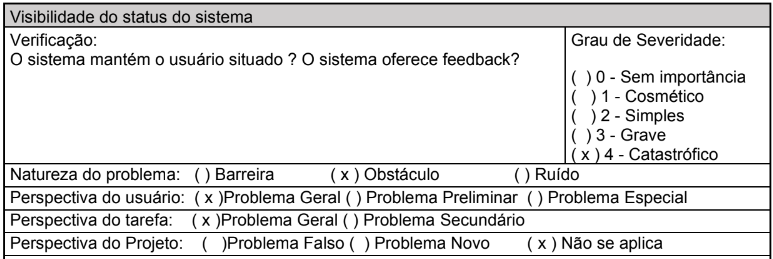 Visibilidade do status do sistema
Verificação:
O sistema mantém o usuário situado ? O sistema oferece feedback?
Grau de Severidade:
( ) 0 - Sem importância
( ) 1 - Cosmético
( ) 2 - Simples
( ) 3 - Grave
( x ) 4 - Catastrófico
Natureza do problema: ( ) Barreira ( x ) Obstáculo ( ) Ruído
Perspectiva do usuário: ( x )Problema Geral ( ) Problema Preliminar ( ) Problema Especial
Perspectiva do tarefa: ( x )Problema Geral ( ) Problema Secundário
Perspectiva do Projeto: ( )Problema Falso ( ) Problema Novo ( x ) Não se aplica